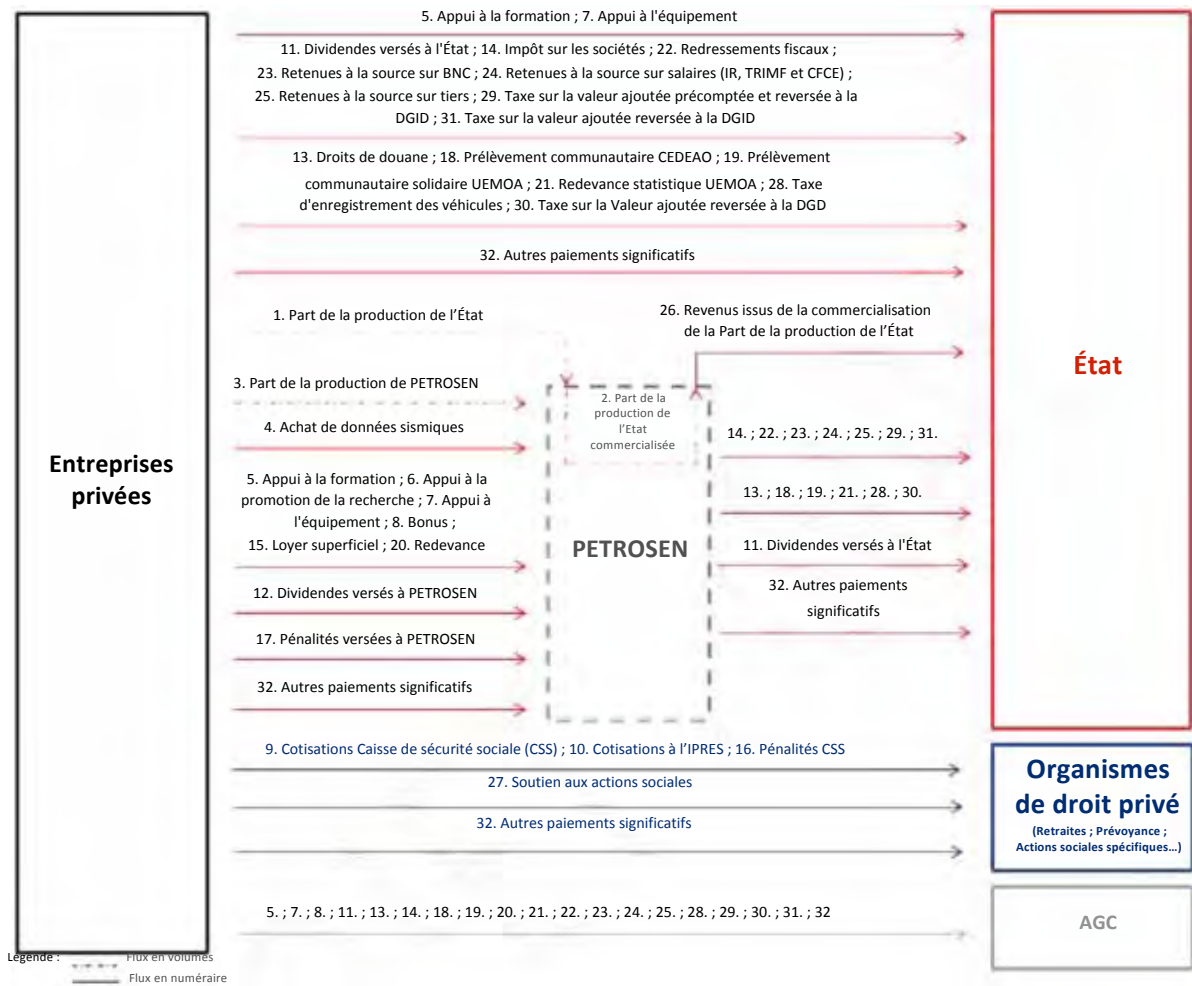 5. Appui à la formation ; 7. Appui à l'équipement
11. Dividendes versés à l'État ; 14. Impôt sur les sociétés ; 22. Redressements fiscaux ;
23. Retenues à la source sur BNC ; 24. Retenues à la source sur salaires (IR, TRIMF et CFCE) ;
25. Retenues à la source sur tiers ; 29. Taxe sur la valeur ajoutée précomptée et reversée à la
DGID ; 31. Taxe sur la valeur ajoutée reversée à la DGID
13. Droits de douane ; 18. Prélèvement communautaire CEDEAO ; 19. Prélèvement
communautaire solidaire UEMOA ; 21. Redevance statistique UEMOA ; 28. Taxe
d'enregistrement des véhicules ; 30. Taxe sur la Valeur ajoutée reversée à la DGD
32. Autres paiements significatifs
1. Part de la production de l’État
26. Revenus issus de la commercialisation
de la Part de la production de l’État
État
3. Part de la production de PETROSEN
2. Part de la
production de
l’Etat
commercialisée
4. Achat de données sismiques
14. ; 22. ; 23. ; 24. ; 25. ; 29. ; 31.
Entreprises
privées
5. Appui à la formation ; 6. Appui à la
promotion de la recherche ; 7. Appui à
l'équipement ; 8. Bonus ;
15. Loyer superficiel ; 20. Redevance
13. ; 18. ; 19. ; 21. ; 28. ; 30.
PETROSEN
11. Dividendes versés à l'État
12. Dividendes versés à PETROSEN
32. Autres paiements
significatifs
17. Pénalités versées à PETROSEN
32. Autres paiements significatifs
9. Cotisations Caisse de sécurité sociale (CSS) ; 10. Cotisations à l’IPRES ; 16. Pénalités CSS
27. Soutien aux actions sociales
32. Autres paiements significatifs
Organismes
de droit privé
(Retraites ; Prévoyance ;
Actions sociales spécifiques…)
5. ; 7. ; 8. ; 11. ; 13. ; 14. ; 18. ; 19. ; 20. ; 21. ; 22. ; 23. ; 24. ; 25. ; 28. ; 29. ; 30. ; 31. ; 32
AGC
Légende :
Flux en volumes
Flux en numéraire